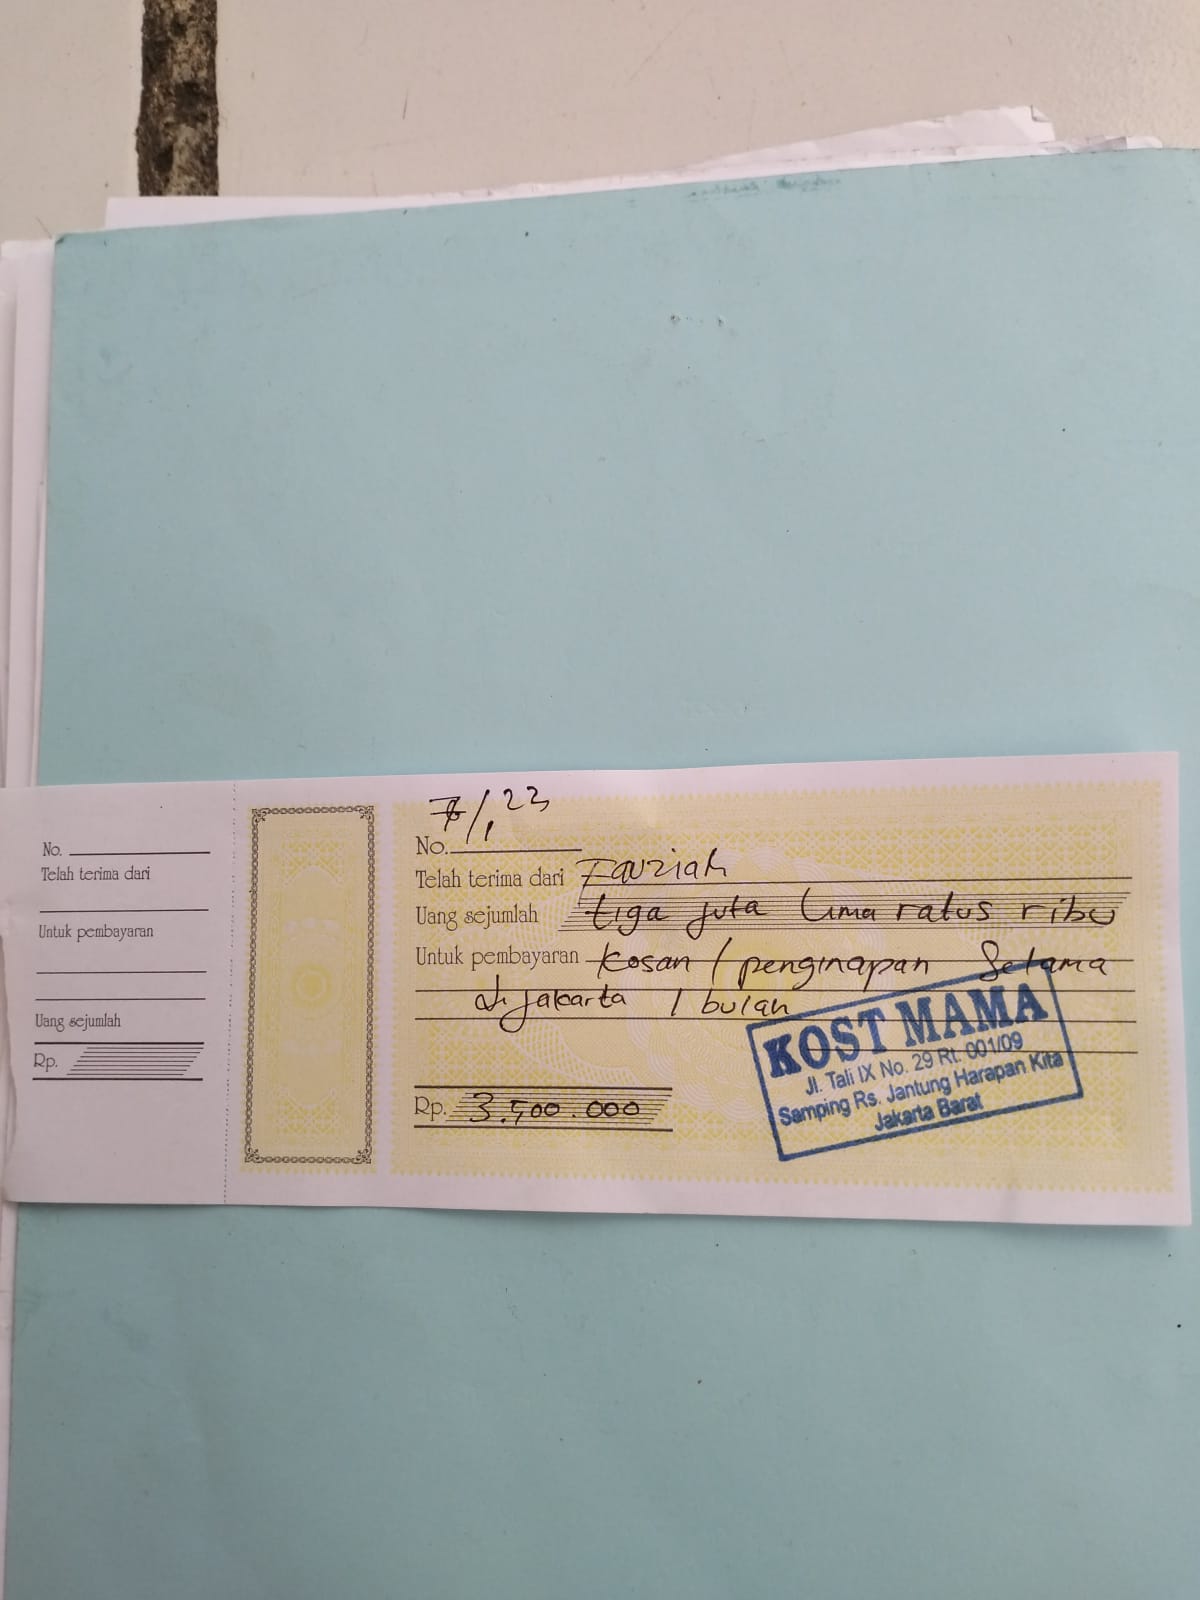 No.
Telah terima dari
Untuk pembayaran
Uang sejumlah
Rp.
/1 23
No.
Telah terima dari Fauziah
Uang sejumlah tiga juta lima ratus ribu
Untuk pembayaran kosan / penginapan selama
di jakarta 1 bulan
Rp. 3.500.000
KOST MAMA
Jl. Tali IX No. 29 Rt. 001/09
Samping Rs. Jantung Harapan Kita
Jakarta Barat